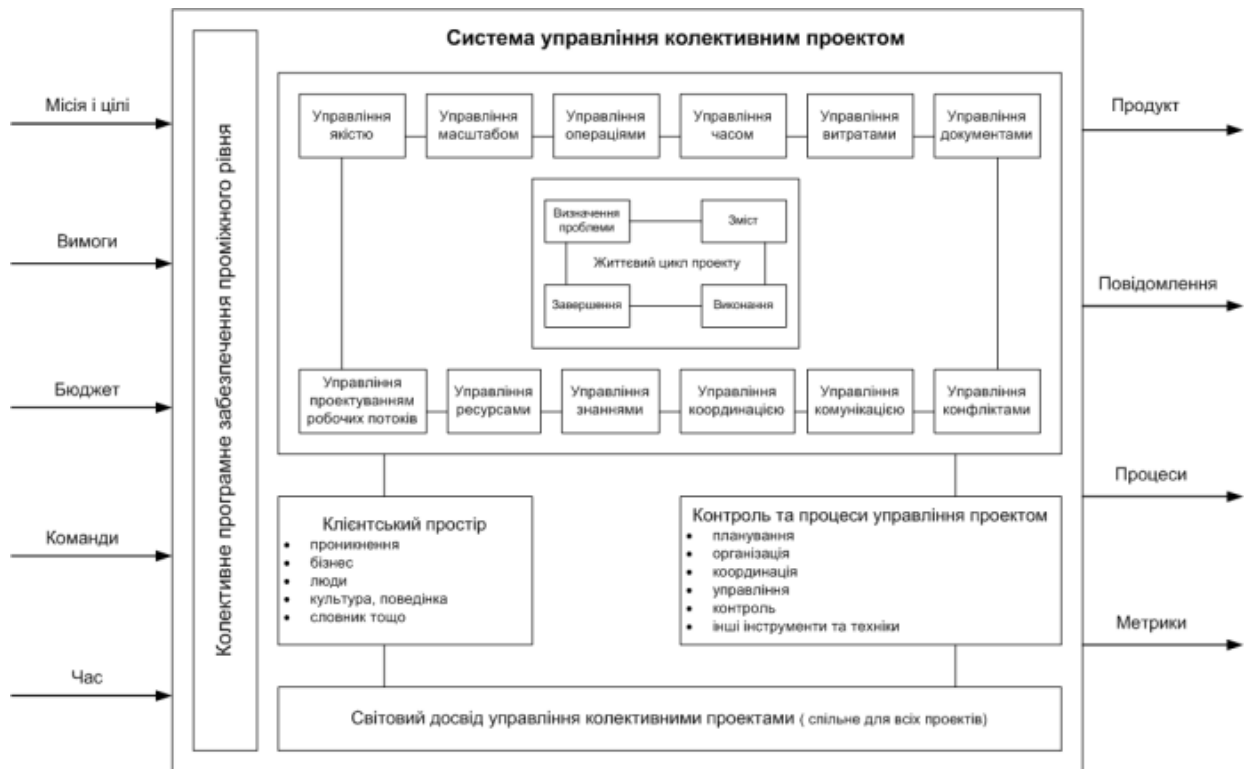 Система управління колективним проектом
Місія і цілі
Вимоги
Бюджет
Команди
Час
Колективне програмне забезпечення проміжного рівня
Управління
якістю
Управління
масштабом
Управління
операціями
Управління
часом
Управління
витратами
Управління
документами
Визначення
проблеми
Зміст
Життєвий цикл проекту
Завершення
Виконання
Управління
проектуванням
робочих потоків
Управління
ресурсами
Управління
знаннями
Управління
координацією
Управління
комунікацією
Управління
конфліктами
Клієнтський простір
• проникнення
• бізнес
• люди
• культура, поведінка
• словник тощо
Контроль та процеси управління проектом
• планування
• організація
• координація
• управління
• контроль
• інші інструменти та техніки
Світовий досвід управління колективними проектами ( спільне для всіх проектів)
Продукт
Повідомлення
Процеси
Метрики